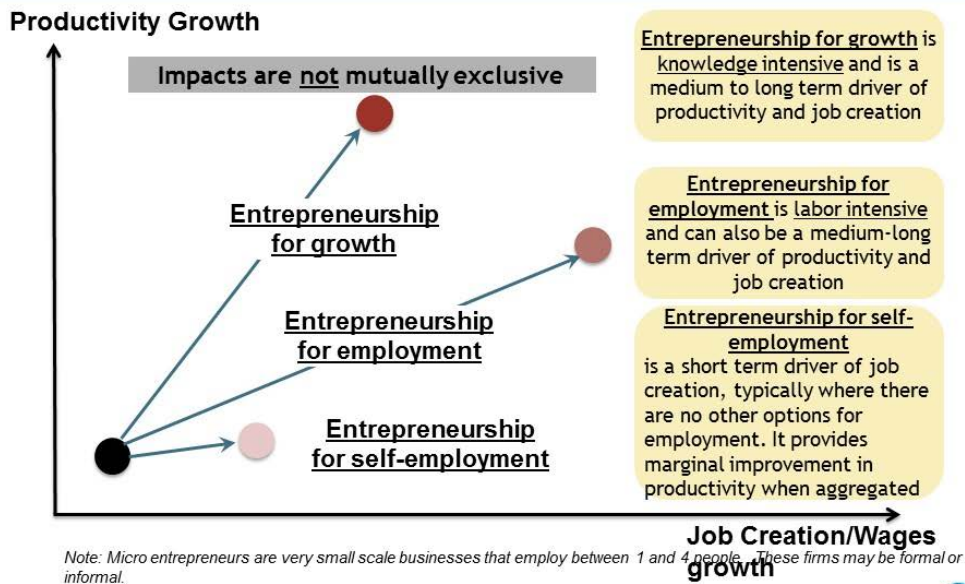 Productivity Growth
Impacts are not mutually exclusive
Entrepreneurship
for growth
Entrepreneurship
for employment
Entrepreneurship
for self-employment
Entrepreneurship for growth is
knowledge intensive and is a
medium to long term driver of
productivity and job creation
Entrepreneurship for
employment is labor intensive
and can also be a medium-long
term driver of productivity and
job creation
Entrepreneurship for self-
employment
is a short term driver of job
creation, typically where there
are no other options for
employment. It provides
marginal improvement in
productivity when aggregated
Job Creation/Wages
growth
Note: Micro entrepreneurs are very small scale businesses that employ between 1 and 4 people. These firms may be formal or
informal.